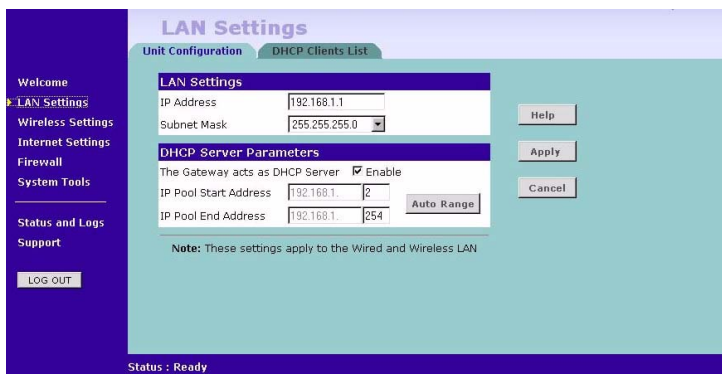 LAN Settings
Unit Configuration
DHCP Clients List
Welcome
LAN Settings
Wireless Settings
Internet Settings
Firewall
System Tools
Status and Logs
Support
LOG OUT
LAN Settings
IP Address 192.168.1.1
Subnet Mask 255.255.255.0
DHCP Server Parameters
The Gateway acts as DHCP Server Enable
IP Pool Start Address 192.168.1. 2
IP Pool End Address 192.168.1. 254
Auto Range
Note: These settings apply to the Wired and Wireless LAN
Help
Apply
Cancel
Status : Ready